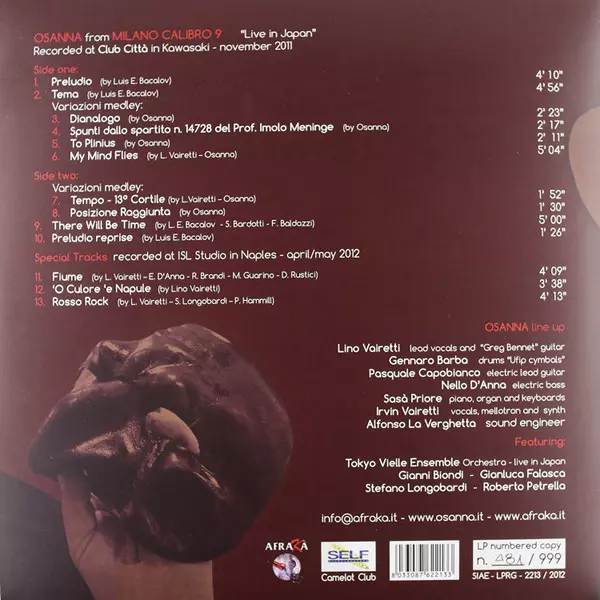 OSANNA from MILANO CALIBRO 9 "Live in Japan"
Recorded at Club Città in Kawasaki - november 2011
Side one:
1. Preludio (by Luis E. Bacalov) 4' 10"
2. Tema (by Luis E. Bacalov) 4' 56"
Variazioni medley:
3. Dianalogo (by Osanna) 2' 23"
4. Spunti dallo spartito n. 14728 del Prof. Imolo Meninge (by Osanna) 2' 17"
5. To Plinius (by Osanna) 2' 11"
6. My Mind Flies (by L. Vairetti - Osanna) 5' 04"
Side two:
Variazioni medley:
7. Tempo - 13ª Cortile (by L.Vairetti - Osanna) 1' 52"
8. Posizione Raggiunta (by Osanna) 1' 30"
9. There Will Be Time (by L. E. Bacalov - S. Bardotti - F. Baldazzi) 5' 00"
10. Preludio reprise (by Luis E. Bacalov) 1' 26"
Special Tracks recorded at ISL Studio in Naples - april/may 2012
11. Fiume (by L. Vairetti - E. D'Anna - R. Brandi - M. Guarino - D. Rustici) 4' 09"
12. 'O Culore 'e Napule (by Lino Vairetti) 3' 38"
13. Rosso Rock (by L. Vairetti - S. Longobardi - P. Hammill) 4' 13"
OSANNA line up
Lino Vairetti lead vocals and "Greg Bennet" guitar
Gennaro Barba drums "Ufip cymbals"
Pasquale Capobianco electric lead guitar
Nello D'Anna electric bass
Sasà Priore piano, organ and keyboards
Irvin Vairetti vocals, mellotron and synth
Alfonso La Verghetta sound engineer
Featuring:
Tokyo Vielle Ensemble Orchestra - live in Japan
Gianni Biondi - Gianluca Falasca
Stefano Longobardi - Roberto Petrella
info@afraka.it - www.osanna.it - www.afraka.it
AFRAKÀ
SELF
Camelot Club
8 033087 622133
LP numbered copy
n. 481 / 999
SIAE - LPRG - 2213 / 2012